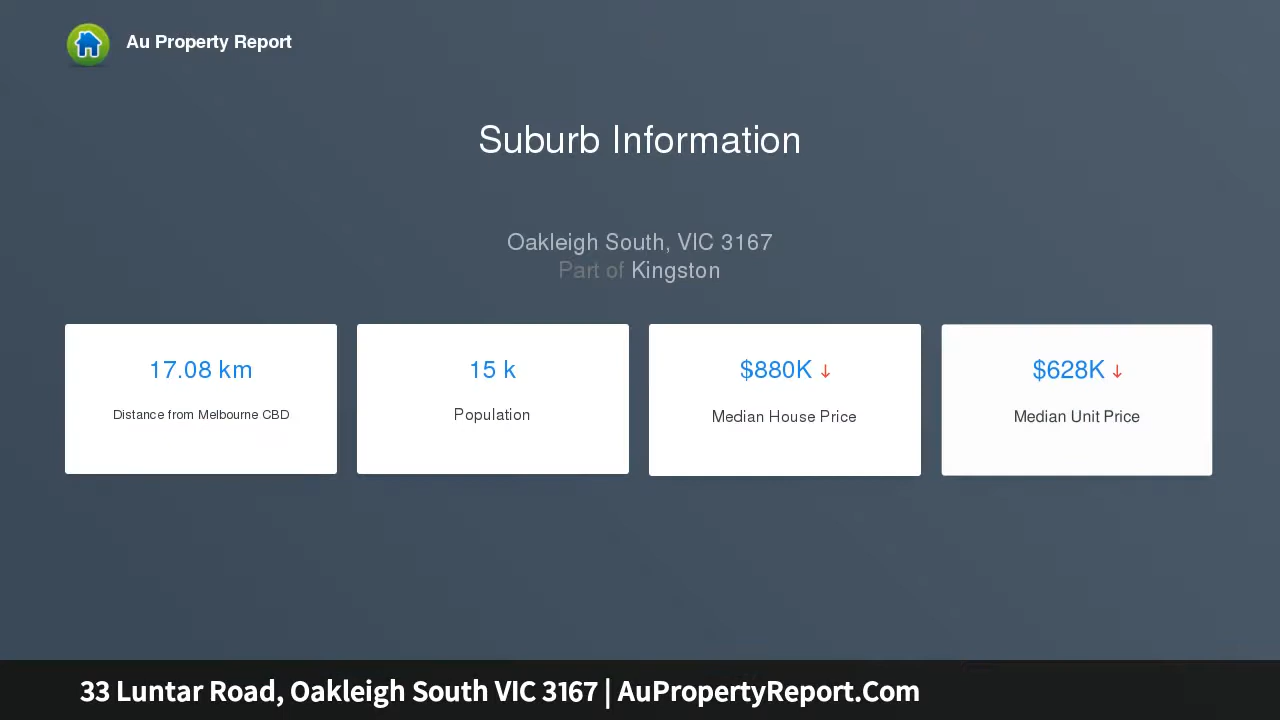 Au Property Report
Suburb Information
Oakleigh South, VIC 3167
Part of Kingston
17.08 km
Distance from Melbourne CBD
15 k
Population
$880K ↓
Median House Price
$628K ↓
Median Unit Price
33 Luntar Road, Oakleigh South VIC 3167 | AuPropertyReport.Com